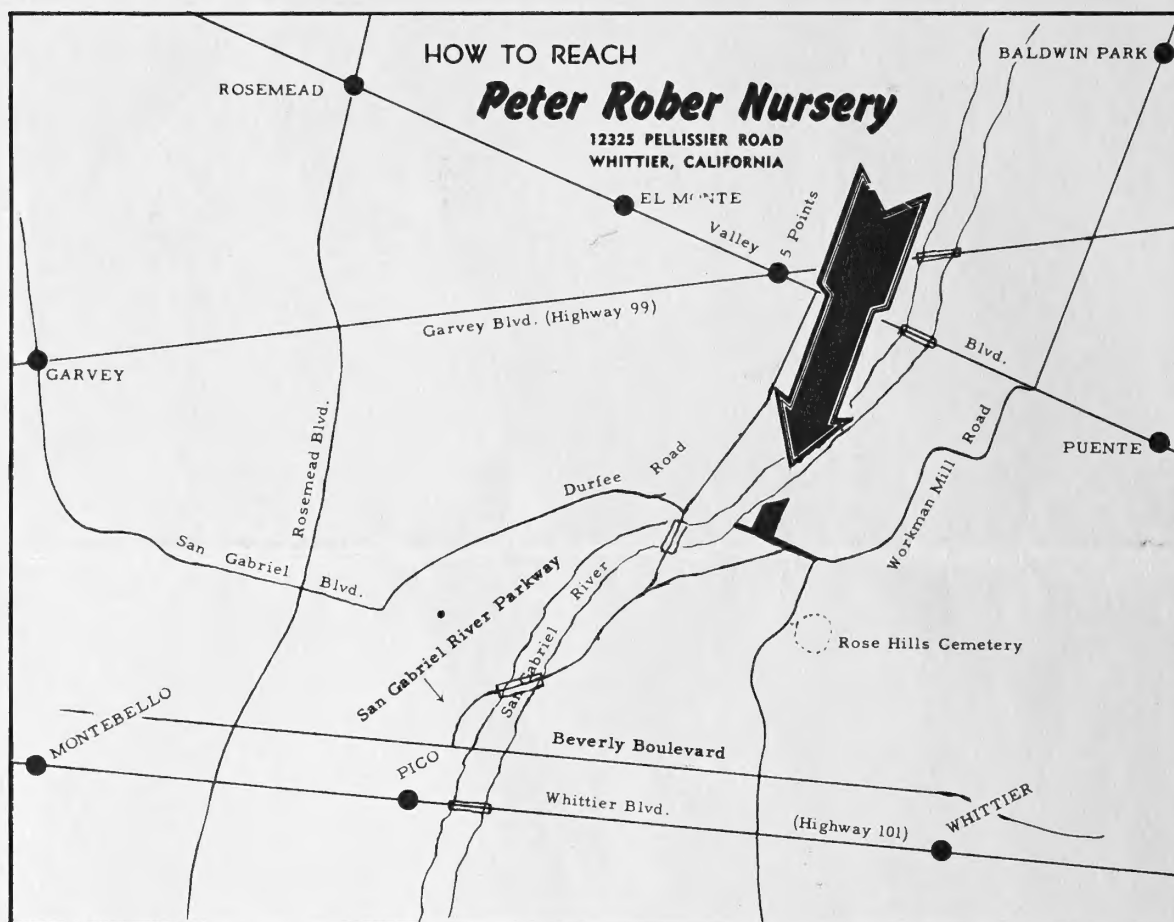 HOW TO REACH
Peter Rober Nursery
12325 PELLISSIER ROAD
WHITTIER, CALIFORNIA
BALDWIN PARK
ROSEMEAD
EL MONTE
Valley
5 Points
Garvey Blvd. (Highway 99)
Blvd.
GARVEY
Rosemead Blvd.
PUENTE
Durfee Road
Workman Mill Road
San Gabriel Blvd.
San Gabriel River Parkway
San Gabriel River
Rose Hills Cemetery
MONTEBELLO
Beverly Boulevard
PICO
Whittier Blvd.
(Highway 101)
WHITTIER